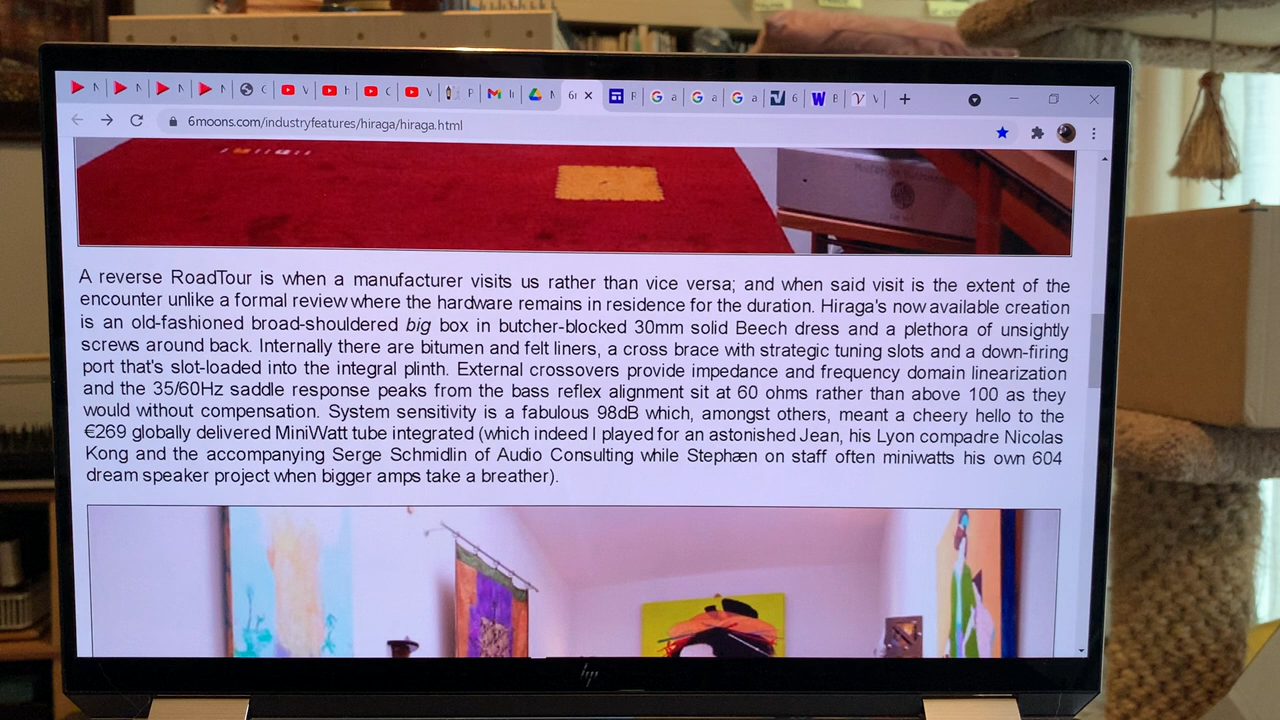 6moons.com/industryfeatures/hiraga/hiraga.html
A reverse RoadTour is when a manufacturer visits us rather than vice versa; and when said visit is the extent of the
encounter unlike a formal review where the hardware remains in residence for the duration. Hiraga's now available creation
is an old-fashioned broad-shouldered big box in butcher-blocked 30mm solid Beech dress and a plethora of unsightly
screws around back. Internally there are bitumen and felt liners, a cross brace with strategic tuning slots and a down-firing
port that's slot-loaded into the integral plinth. External crossovers provide impedance and frequency domain linearization
and the 35/60Hz saddle response peaks from the bass reflex alignment sit at 60 ohms rather than above 100 as they
would without compensation. System sensitivity is a fabulous 98dB which, amongst others, meant a cheery hello to the
€269 globally delivered MiniWatt tube integrated (which indeed I played for an astonished Jean, his Lyon compadre Nicolas
Kong and the accompanying Serge Schmidlin of Audio Consulting while Stephæn on staff often miniwatts his own 604
dream speaker project when bigger amps take a breather).
hp